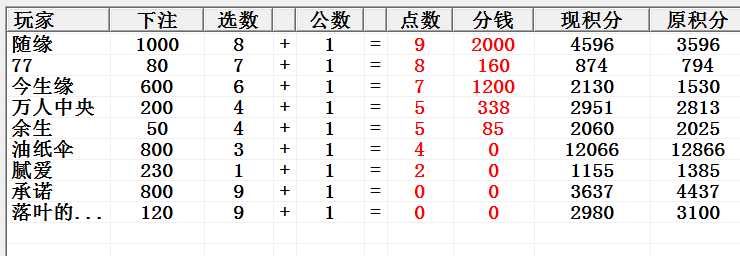 玩家 下注 选数 公数 点数 分钱 现积分 原积分
随缘 1000 8 + 1 = 9 2000 4596 3596
77 80 7 + 1 = 8 160 874 794
今生缘 600 6 + 1 = 7 1200 2130 1530
万人中央 200 4 + 1 = 5 338 2951 2813
余生 50 4 + 1 = 5 85 2060 2025
油纸伞 800 3 + 1 = 4 0 12066 12866
腻爱 230 1 + 1 = 2 0 1155 1385
承诺 800 9 + 1 = 0 0 3637 4437
落叶的... 120 9 + 1 = 0 0 2980 3100